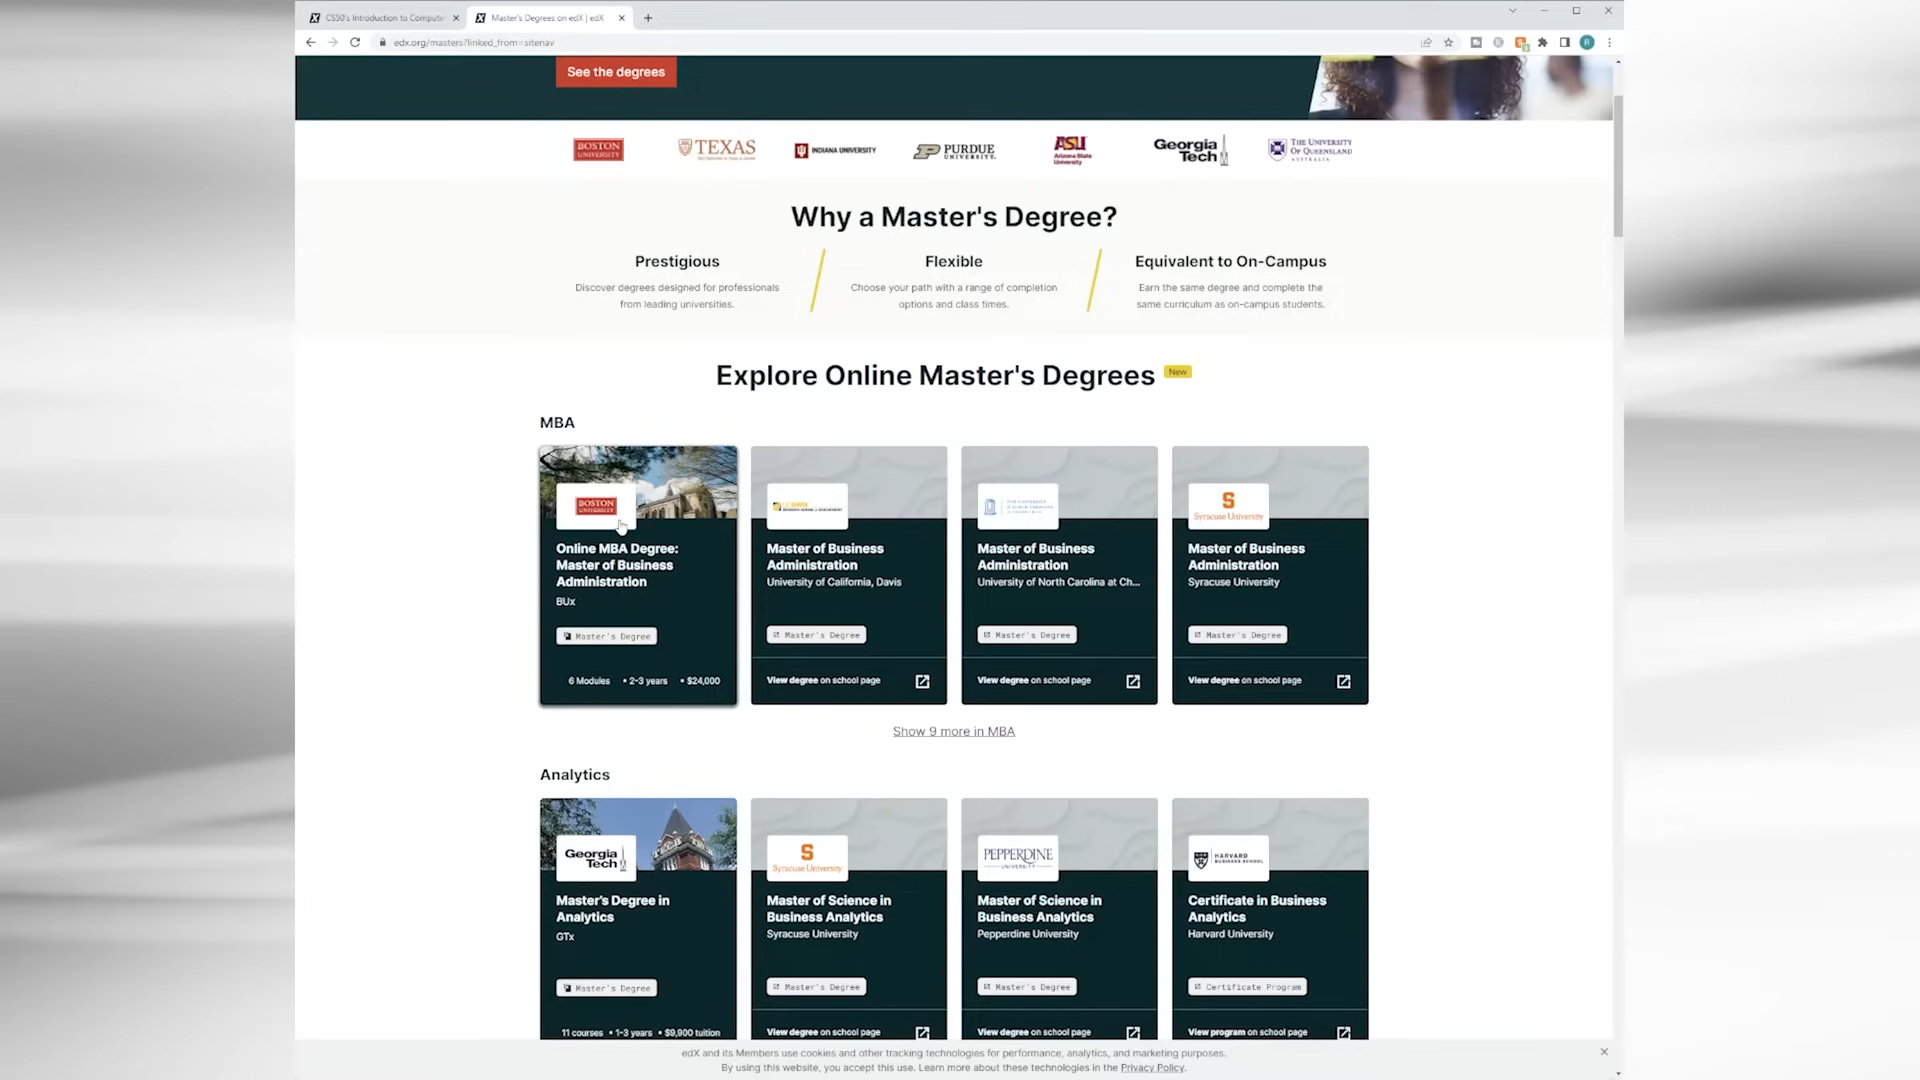 CS50's Introduction to Compute
Master's Degrees on edX | edX
edx.org/masters?linked_from=sitenav
R
See the degrees
BOSTON
UNIVERSITY
TEXAS
INDIANA UNIVERSITY
PURDUE
UNIVERSITY
ASU
Arizona State
University
Georgia
Tech
THE UNIVERSITY
OF QUEENSLAND
AUSTRALIA
Why a Master's Degree?
Prestigious
Discover degrees designed for professionals
from leading universities.
Flexible
Choose your path with a range of completion
options and class times.
Equivalent to On-Campus
Earn the same degree and complete the
same curriculum as on-campus students.
Explore Online Master's Degrees
New
MBA
BOSTON
UNIVERSITY
Online MBA Degree:
Master of Business
Administration
BUx
Master's Degree
6 Modules • 2-3 years • $24,000
Master of Business
Administration
University of California, Davis
Master's Degree
View degree on school page
Master of Business
Administration
University of North Carolina at Ch...
Master's Degree
View degree on school page
S
Syracuse University
Master of Business
Administration
Syracuse University
Master's Degree
View degree on school page
Show 9 more in MBA
Analytics
Georgia
Tech
Master's Degree in
Analytics
GTx
Master's Degree
11 courses • 1-3 years • $9,900 tuition
S
Syracuse University
Master of Science in
Business Analytics
Syracuse University
Master's Degree
View degree on school page
PEPPERDINE
UNIVERSITY
Master of Science in
Business Analytics
Pepperdine University
Master's Degree
View degree on school page
HARVARD
BUSINESS SCHOOL
Certificate in Business
Analytics
Harvard University
Certificate Program
View program on school page
edX and its Members use cookies and other tracking technologies for performance, analytics, and marketing purposes.
By using this website, you accept this use. Learn more about these technologies in the Privacy Policy.